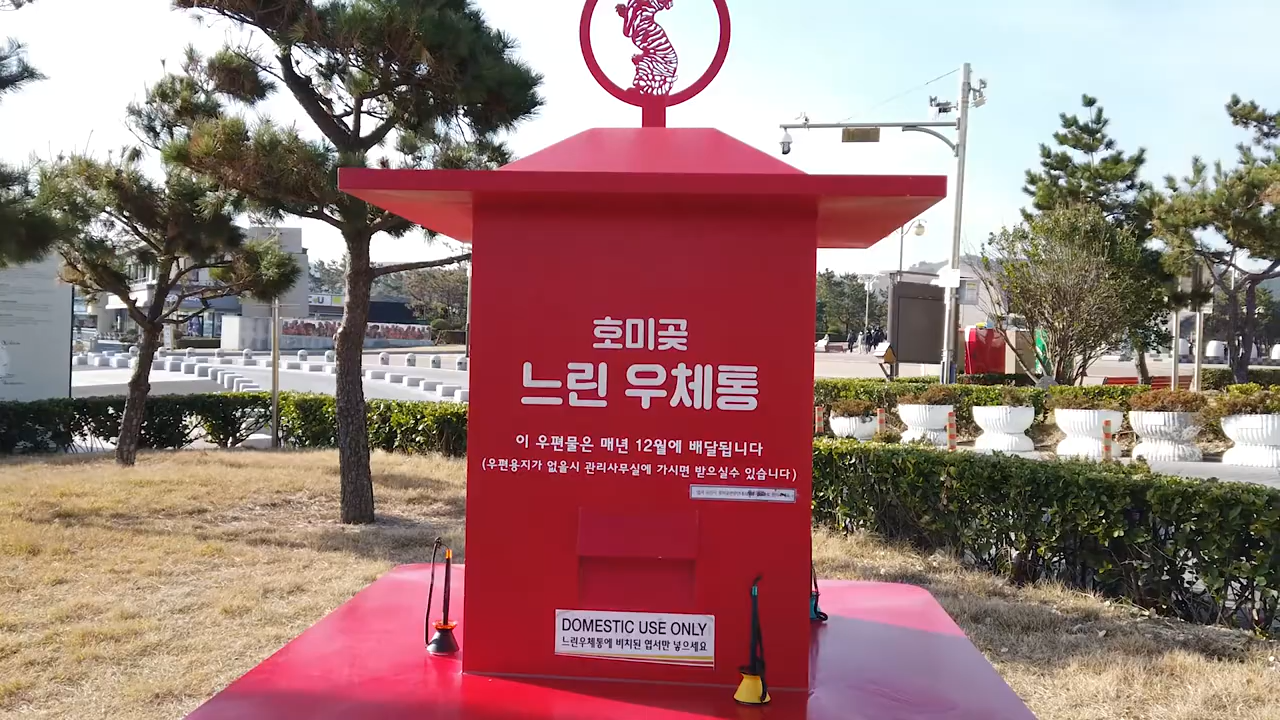 호미곶
느린 우체통
이 우편물은 매년 12월에 배달됩니다
(우편용지가 없을시 관리사무실에 가시면 받으실수 있습니다)
DOMESTIC USE ONLY
느린우체통에 비치된 엽서만 넣으세요